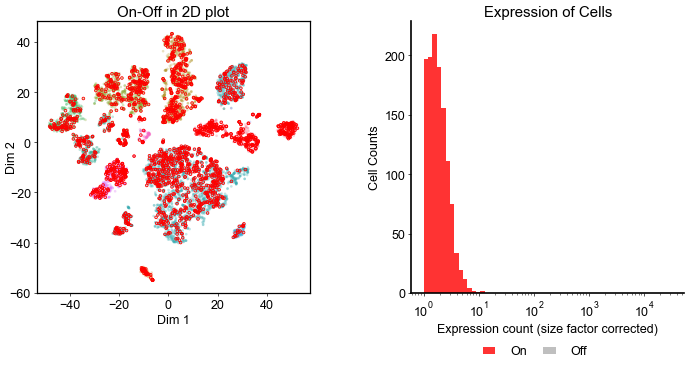 On-Off in 2D plot
Dim 2
40
20
0
−20
−40
−60
−40 −20 0 20 40
Dim 1
Expression of Cells
Cell Counts
200
150
100
50
0
10^0 10^1 10^2 10^3 10^4
Expression count (size factor corrected)
On Off